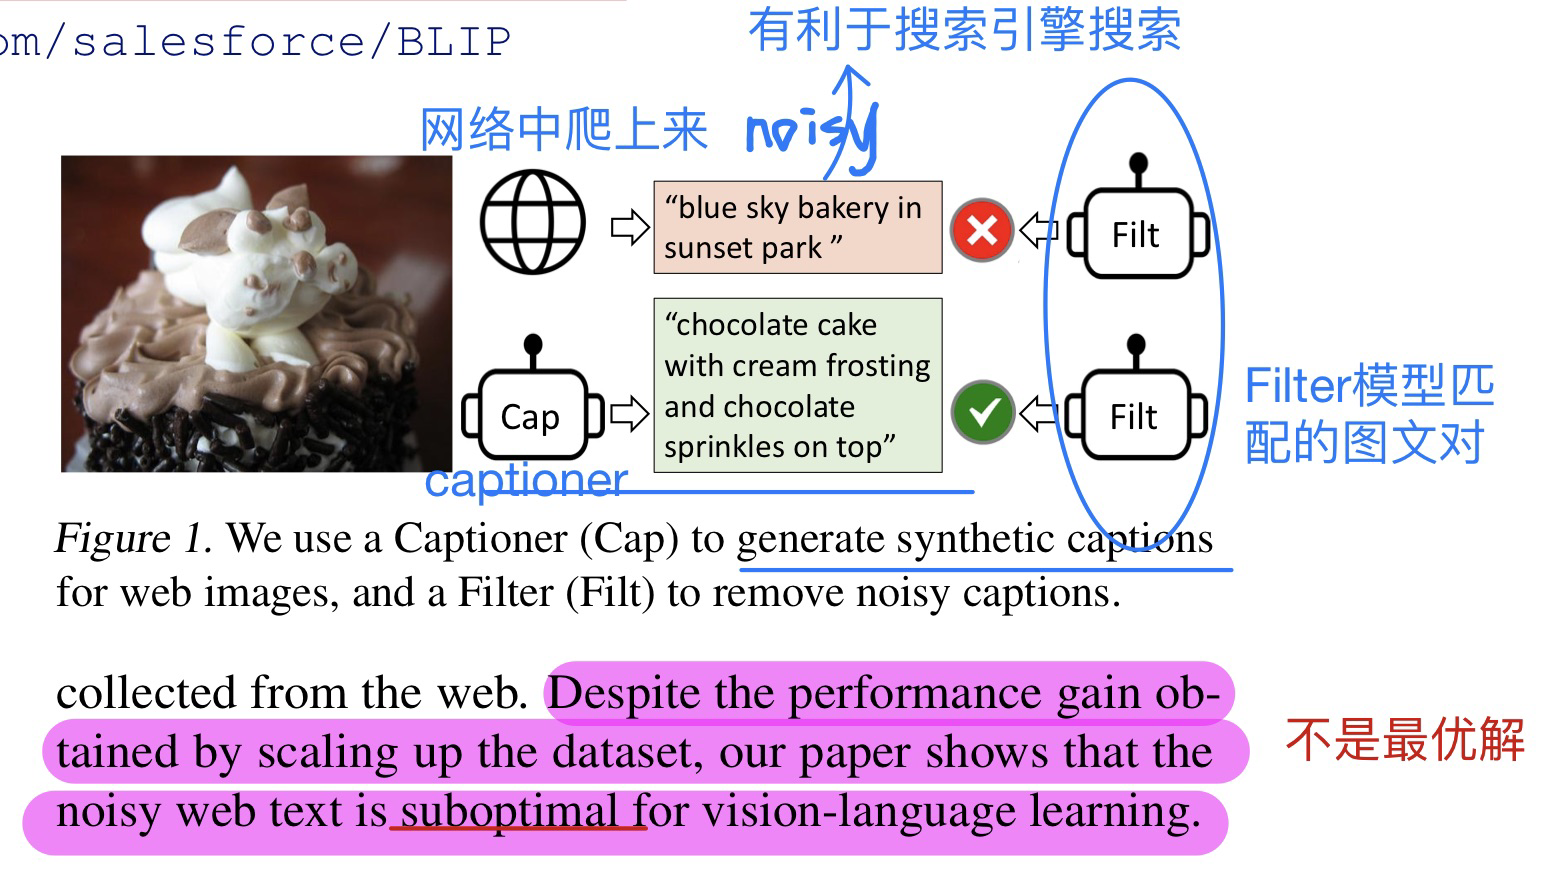 om/salesforce/BLIP
有利于搜索引擎搜索
网络中爬上来 noisy
“blue sky bakery in
sunset park ”
Filt
Cap
captioner
“chocolate cake
with cream frosting
and chocolate
sprinkles on top”
Filt
Filter模型匹
配的图文对
Figure 1. We use a Captioner (Cap) to generate synthetic captions
for web images, and a Filter (Filt) to remove noisy captions.
collected from the web. Despite the performance gain ob-
tained by scaling up the dataset, our paper shows that the
不是最优解
noisy web text is suboptimal for vision-language learning.